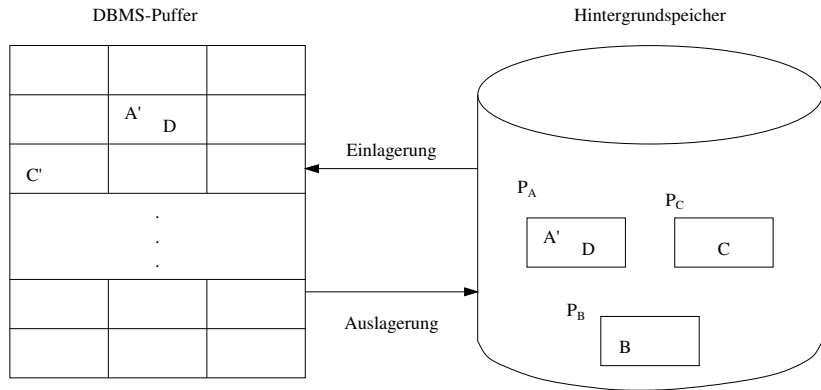 DBMS-Puffer
Hintergrundspeicher
A' D
C'
.
.
.
Einlagerung
Auslagerung
P_A
A' D
P_C
C
P_B
B